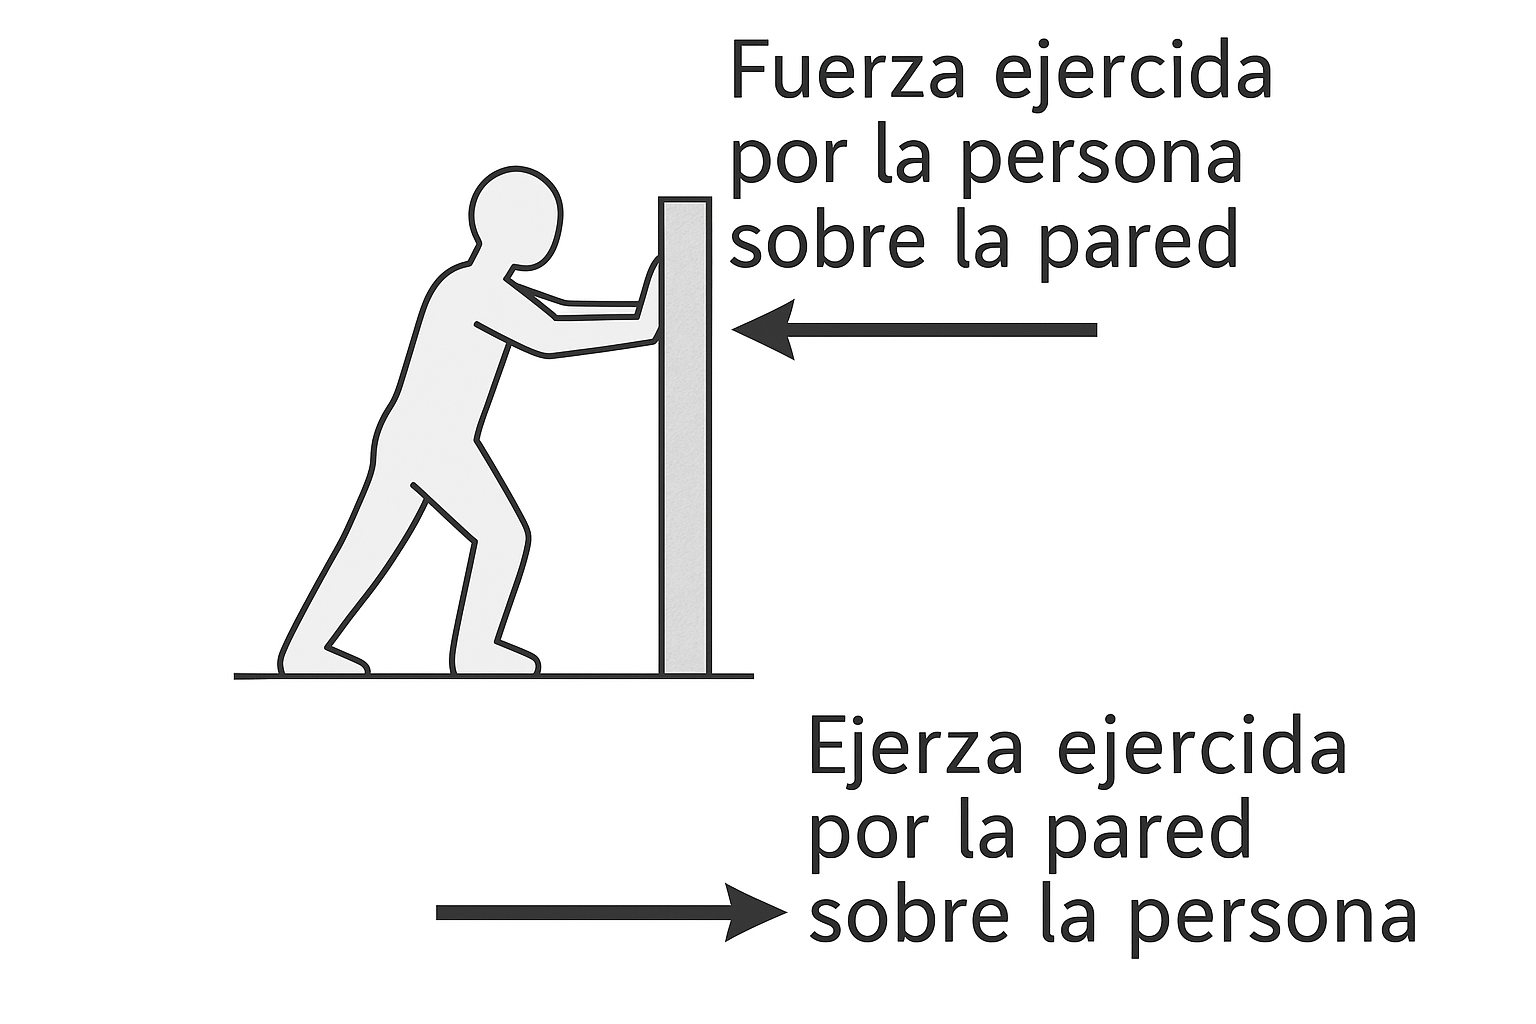 Fuerza ejercida
por la persona
sobre la pared
Ejerza ejercida
por la pared
sobre la persona